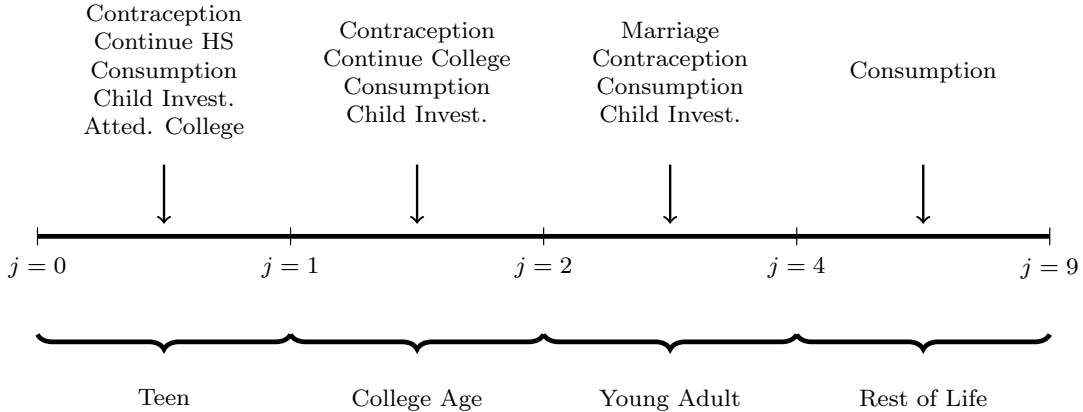 Contraception
Continue HS
Consumption
Child Invest.
Atted. College
Contraception
Continue College
Consumption
Child Invest.
Marriage
Contraception
Consumption
Child Invest.
Consumption
j = 0
j = 1
j = 2
j = 4
j = 9
Teen
College Age
Young Adult
Rest of Life